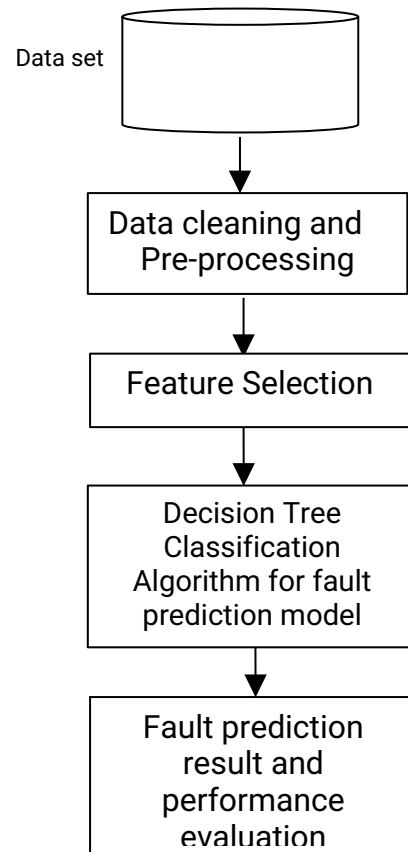 Data set
Data cleaning and
Pre-processing
Feature Selection
Decision Tree
Classification
Algorithm for fault
prediction model
Fault prediction
result and
performance
evaluation